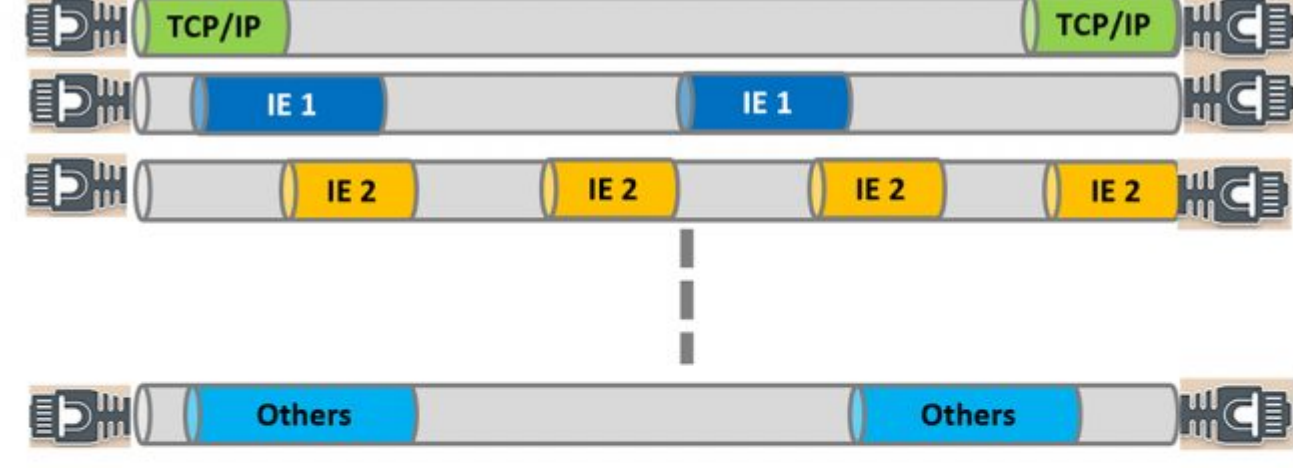 TCP/IP TCP/IP
IE 1 IE 1
IE 2 IE 2 IE 2 IE 2
Others Others